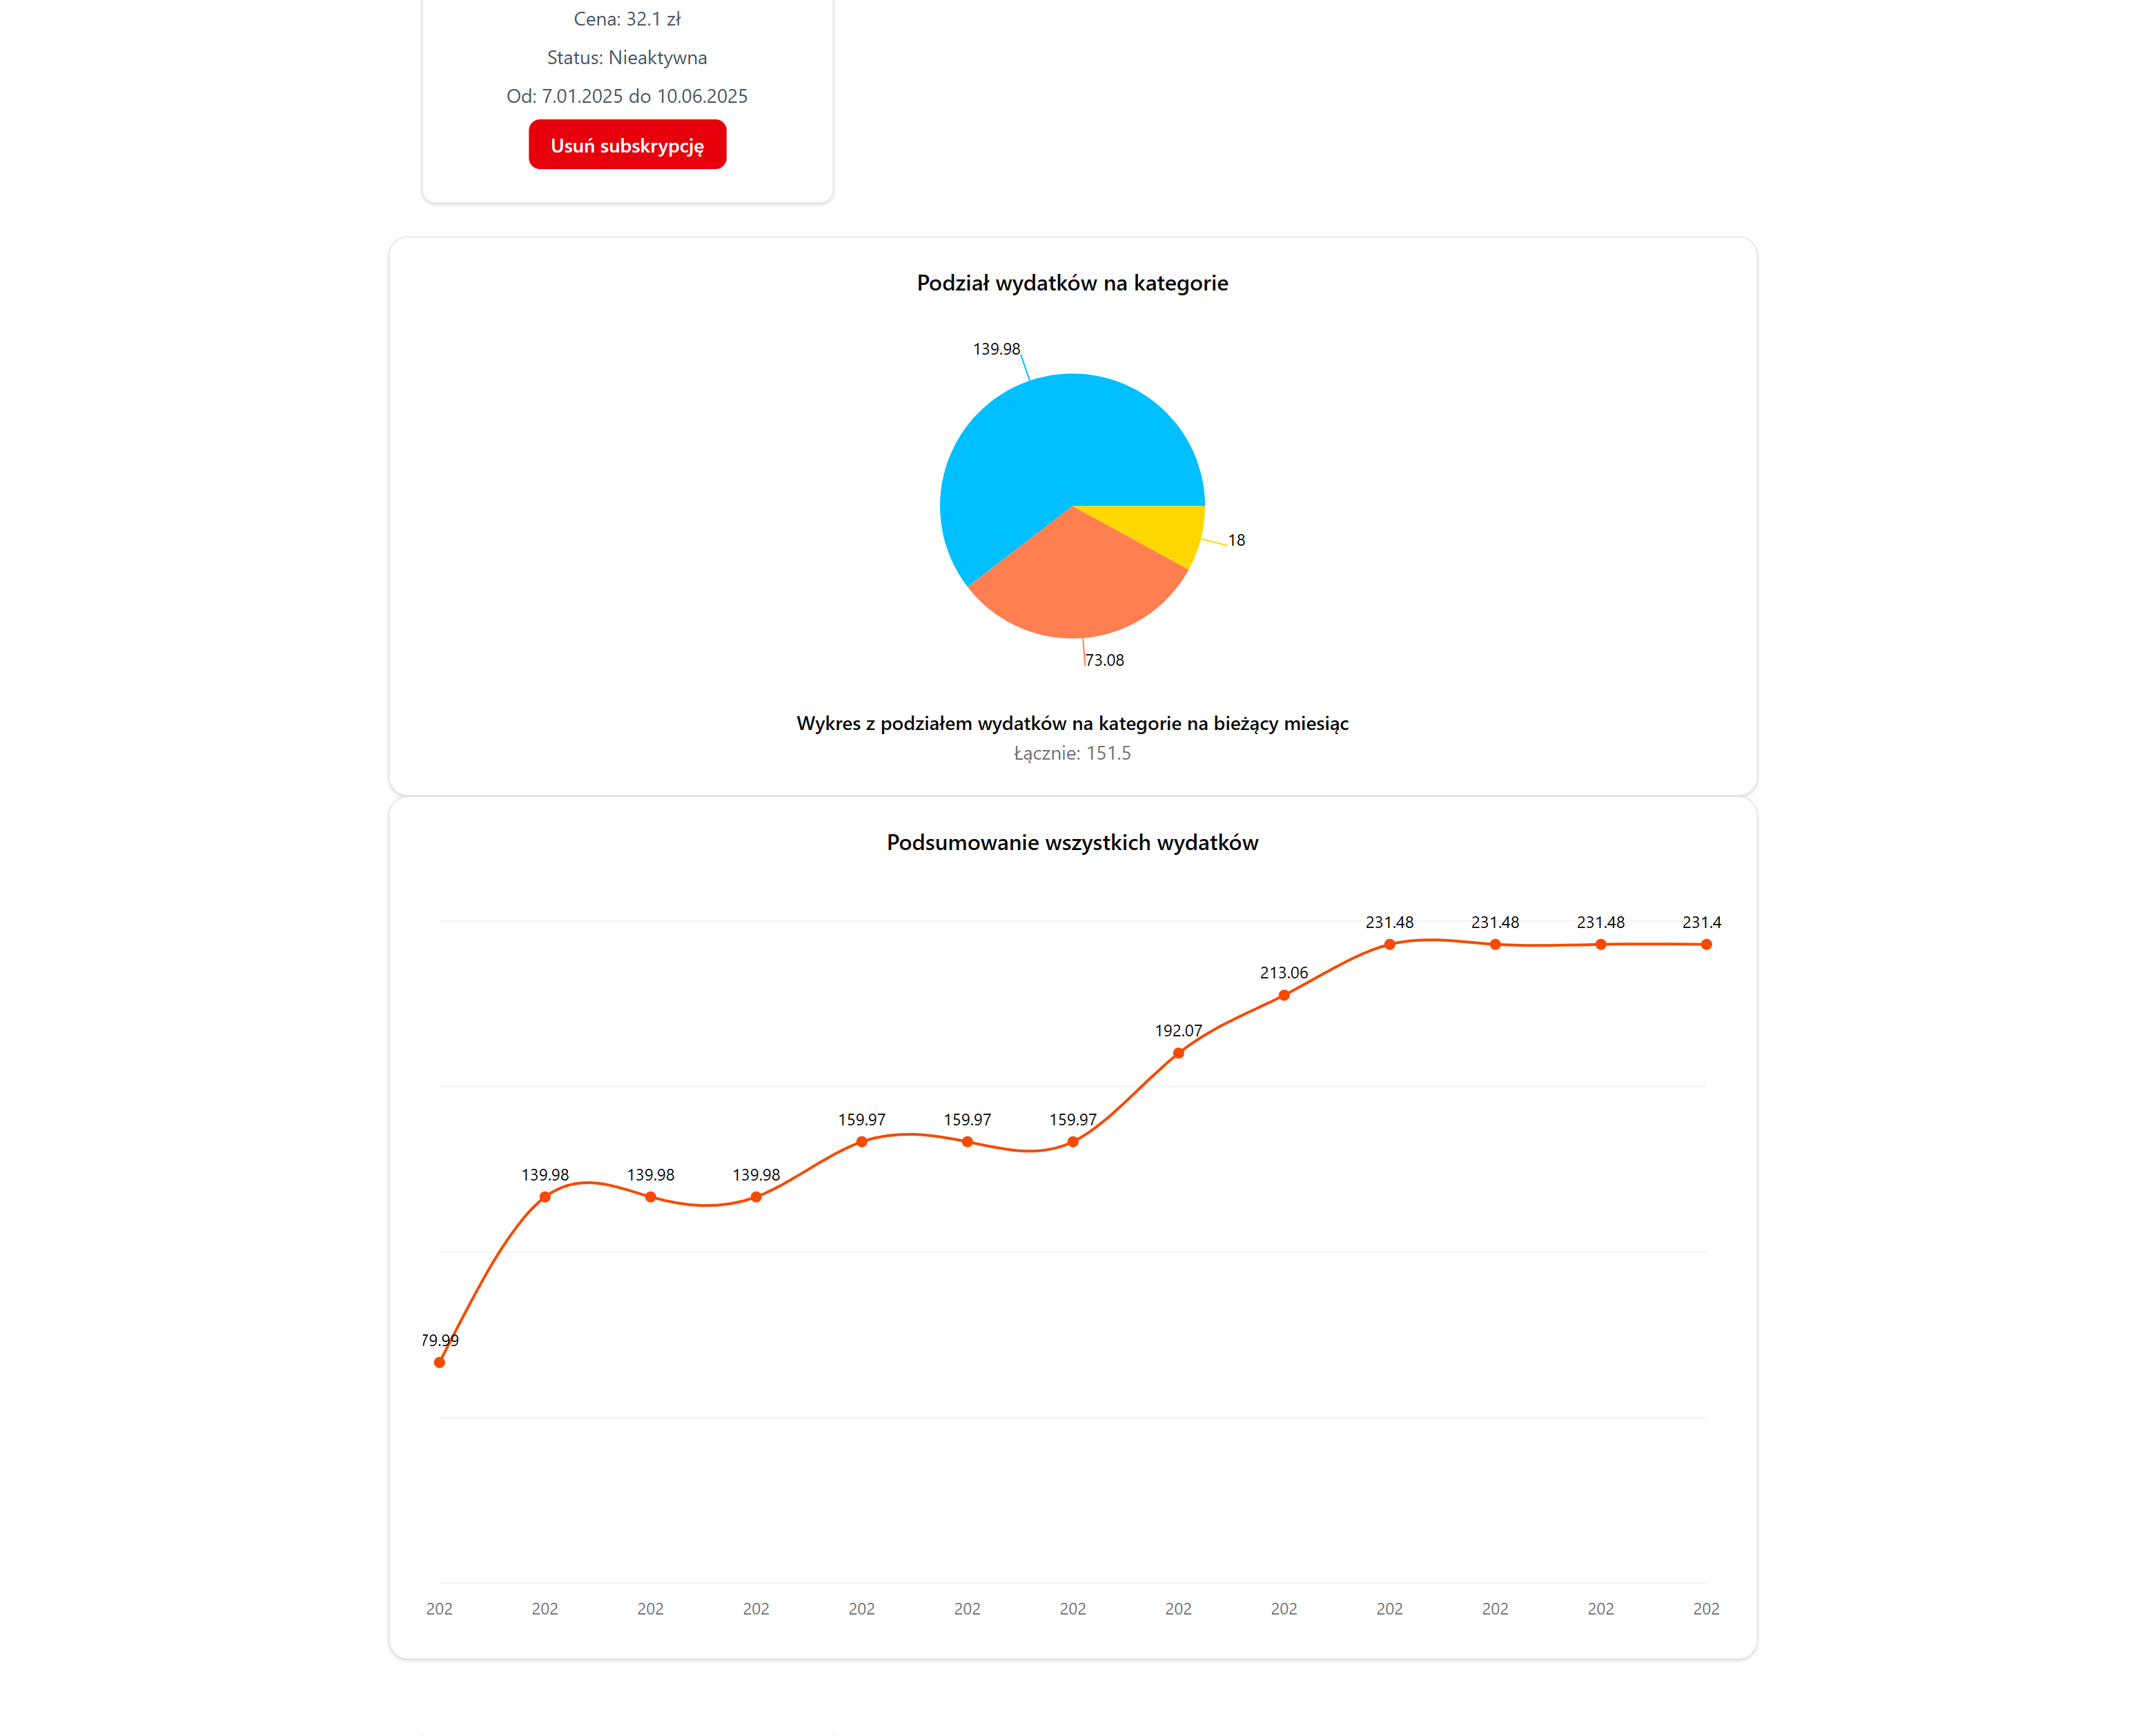 Cena: 32.1 zł
Status: Nieaktywna
Od: 7.01.2025 do 10.06.2025
Usuń subskrypcję
Podział wydatków na kategorie
139.98
18
73.08
Wykres z podziałem wydatków na kategorie na bieżący miesiąc
Łącznie: 151.5
Podsumowanie wszystkich wydatków
231.48 231.48 231.48 231.4
213.06
192.07
159.97 159.97 159.97
139.98 139.98 139.98
79.99
202 202 202 202 202 202 202 202 202 202 202 202 202